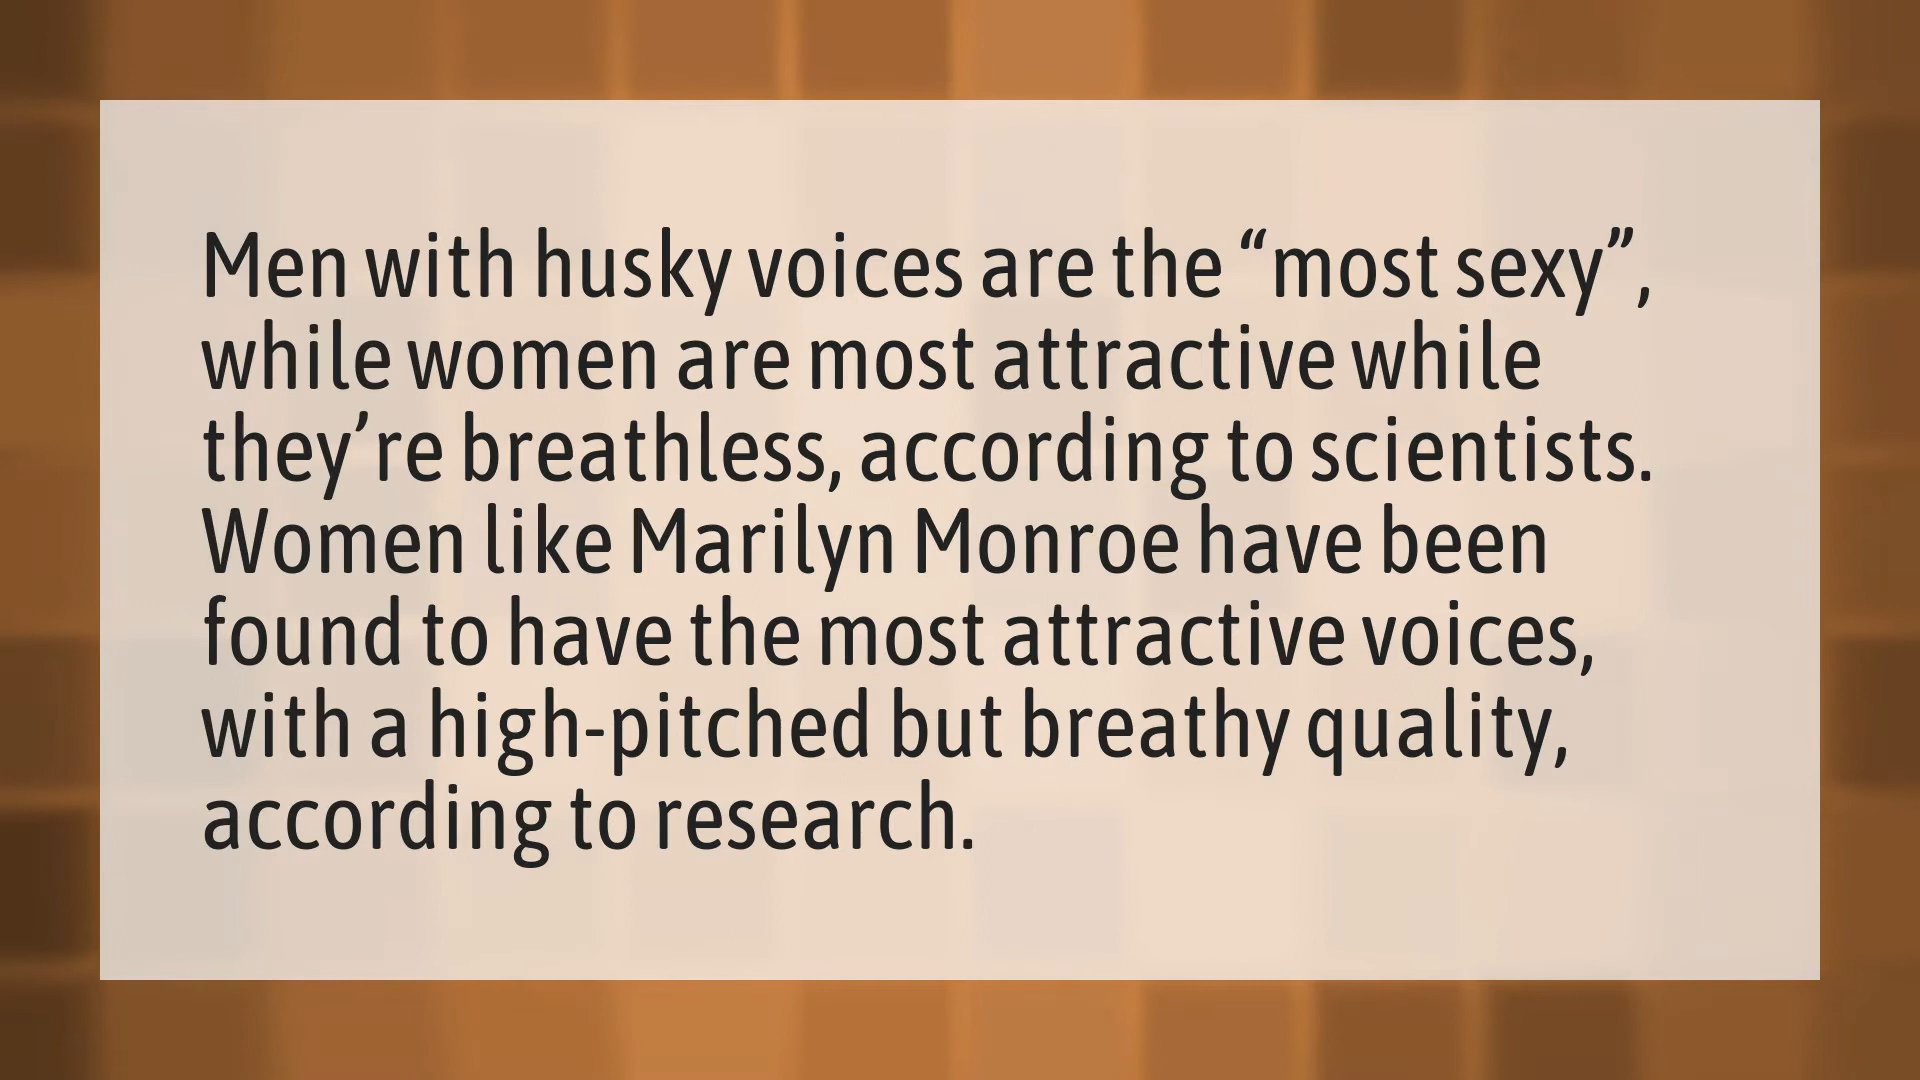 Men with husky voices are the “most sexy”,
while women are most attractive while
they’re breathless, according to scientists.
Women like Marilyn Monroe have been
found to have the most attractive voices,
with a high-pitched but breathy quality,
according to research.